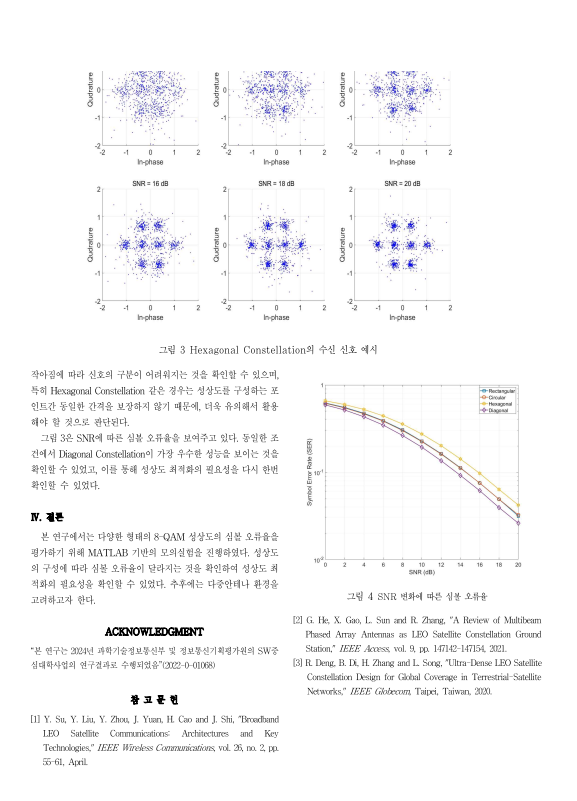 Quadrature
Quadrature
Quadrature
0
-1
-2
-2 -1 0 1 2
In-phase
0
-1
-2
-2 -1 0 1 2
In-phase
0
-1
-2
-2 -1 0 1 2
In-phase
SNR = 16 dB
2
1
0
-1
-2
Quadrature
-2 -1 0 1 2
In-phase
SNR = 18 dB
2
1
0
-1
-2
Quadrature
-2 -1 0 1 2
In-phase
SNR = 20 dB
2
1
0
-1
-2
Quadrature
-2 -1 0 1 2
In-phase
그림 3 Hexagonal Constellation의 수신 신호 예시
작아짐에 따라 신호의 구분이 어려워지는 것을 확인할 수 있으며,
특히 Hexagonal Constellation 같은 경우는 성상도를 구성하는 포
인트간 동일한 간격을 보장하지 않기 때문에, 더욱 유의해서 활용
해야 할 것으로 판단된다.
그림 3은 SNR에 따른 심볼 오류율을 보여주고 있다. 동일한 조
건에서 Diagonal Constellation이 가장 우수한 성능을 보이는 것을
확인할 수 있었고, 이를 통해 성상도 최적화의 필요성을 다시 한번
확인할 수 있었다.
Ⅳ. 결론
본 연구에서는 다양한 형태의 8-QAM 성상도의 심볼 오류율을
평가하기 위해 MATLAB 기반의 모의실험을 진행하였다. 성상도
의 구성에 따라 심볼 오류율이 달라지는 것을 확인하여 성상도 최
적화의 필요성을 확인할 수 있었다. 추후에는 다중안테나 환경을
고려하고자 한다.
ACKNOWLEDGMENT
"본 연구는 2024년 과학기술정보통신부 및 정보통신기획평가원의 SW중
심대학사업의 연구결과로 수행되었음"(2022-0-01068)
참 고 문 헌
[1] Y. Su, Y. Liu, Y. Zhou, J. Yuan, H. Cao and J. Shi, "Broadband
LEO Satellite Communications: Architectures and Key
Technologies," IEEE Wireless Communications, vol. 26, no. 2, pp.
55-61, April.
Rectangular
Circular
Hexagonal
Diagonal
Symbol Error Rate (SER)
1
10-1
10-2
0 2 4 6 8 10 12 14 16 18 20
SNR (dB)
그림 4 SNR 변화에 따른 심볼 오류율
[2] G. He, X. Gao, L. Sun and R. Zhang, "A Review of Multibeam
Phased Array Antennas as LEO Satellite Constellation Ground
Station," IEEE Access, vol. 9, pp. 147142-147154, 2021.
[3] R. Deng, B. Di, H. Zhang and L. Song, "Ultra-Dense LEO Satellite
Constellation Design for Global Coverage in Terrestrial-Satellite
Networks," IEEE Globecom, Taipei, Taiwan, 2020.